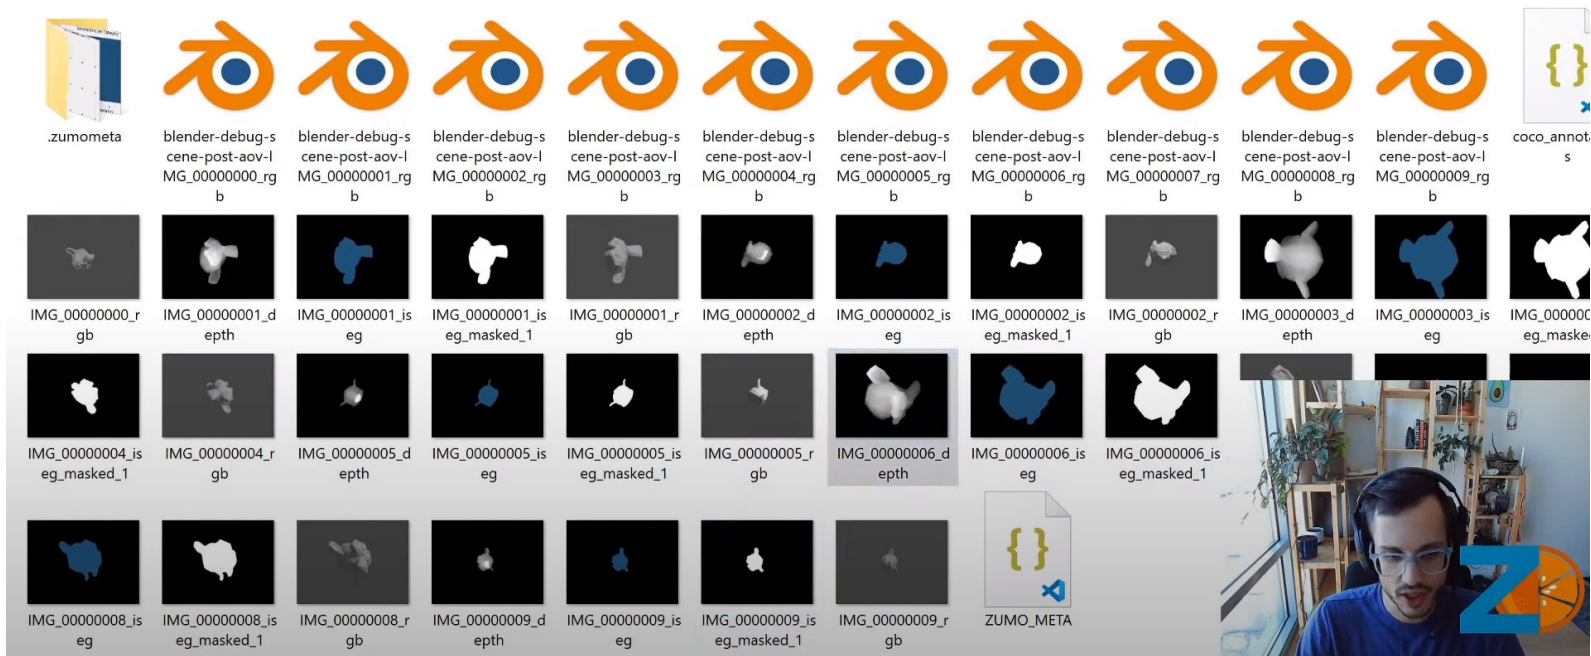 .zumometa
blender-debug-s
cene-post-aov-I
MG_00000000_rg
b
blender-debug-s
cene-post-aov-I
MG_00000001_rg
b
blender-debug-s
cene-post-aov-I
MG_00000002_rg
b
blender-debug-s
cene-post-aov-I
MG_00000003_rg
b
blender-debug-s
cene-post-aov-I
MG_00000004_rg
b
blender-debug-s
cene-post-aov-I
MG_00000005_rg
b
blender-debug-s
cene-post-aov-I
MG_00000006_rg
b
blender-debug-s
cene-post-aov-I
MG_00000007_rg
b
blender-debug-s
cene-post-aov-I
MG_00000008_rg
b
blender-debug-s
cene-post-aov-I
MG_00000009_rg
b
coco_annota
s
IMG_00000000_r
gb
IMG_00000001_d
epth
IMG_00000001_is
eg
IMG_00000001_is
eg_masked_1
IMG_00000001_r
gb
IMG_00000002_d
epth
IMG_00000002_is
eg
IMG_00000002_is
eg_masked_1
IMG_00000002_r
gb
IMG_00000003_d
epth
IMG_00000003_is
eg
IMG_00000
eg_maske
IMG_00000004_is
eg_masked_1
IMG_00000004_r
gb
IMG_00000005_d
epth
IMG_00000005_is
eg
IMG_00000005_is
eg_masked_1
IMG_00000005_r
gb
IMG_00000006_d
epth
IMG_00000006_is
eg
IMG_00000006_is
eg_masked_1
IMG_00000008_is
eg
IMG_00000008_is
eg_masked_1
IMG_00000008_r
gb
IMG_00000009_d
epth
IMG_00000009_is
eg
IMG_00000009_is
eg_masked_1
IMG_00000009_r
gb
ZUMO_META
Z